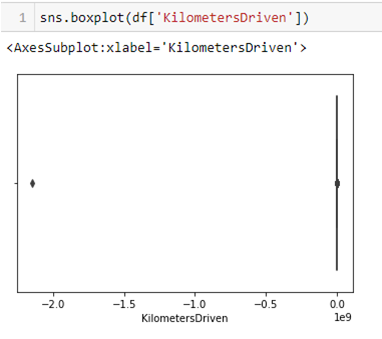 1 sns.boxplot(df['KilometersDriven'])
<AxesSubplot:xlabel='KilometersDriven'>
−2.0 −1.5 −1.0 −0.5 0.0
1e9
KilometersDriven